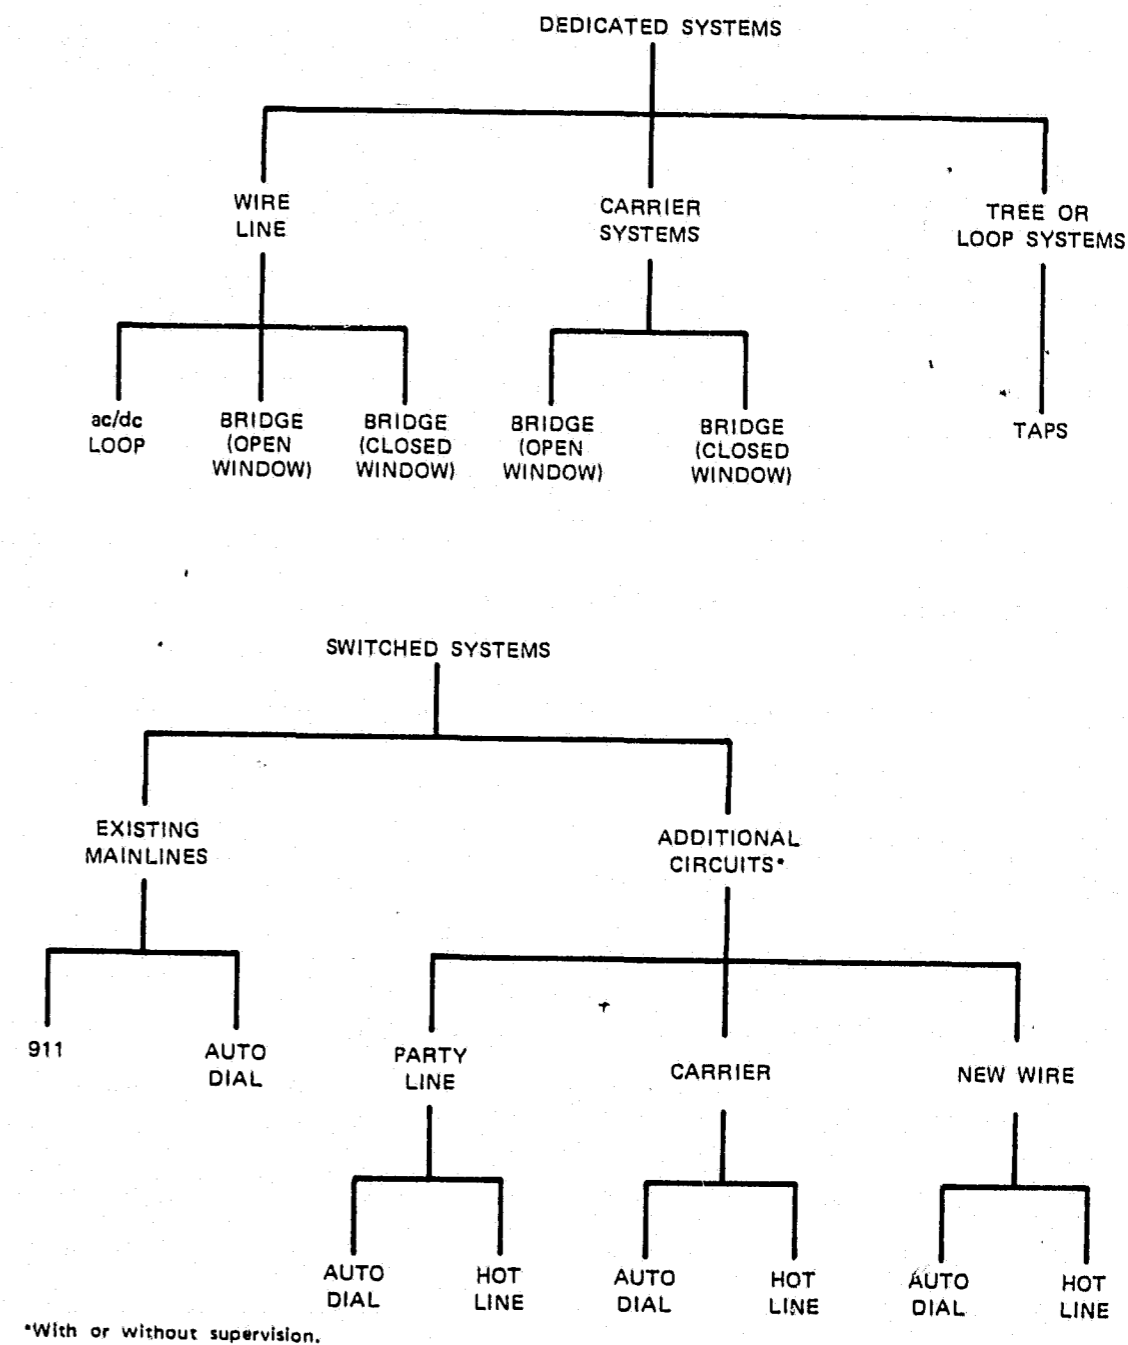 DEDICATED SYSTEMS
WIRE
LINE
CARRIER
SYSTEMS
TREE OR
LOOP SYSTEMS
ac/dc
LOOP
BRIDGE
(OPEN
WINDOW)
BRIDGE
(CLOSED
WINDOW)
BRIDGE
(OPEN
WINDOW)
BRIDGE
(CLOSED
WINDOW)
TAPS
SWITCHED SYSTEMS
EXISTING
MAINLINES
ADDITIONAL
CIRCUITS*
911
AUTO
DIAL
PARTY
LINE
CARRIER
NEW WIRE
AUTO
DIAL
HOT
LINE
AUTO
DIAL
HOT
LINE
AUTO
DIAL
HOT
LINE
*With or without supervision.